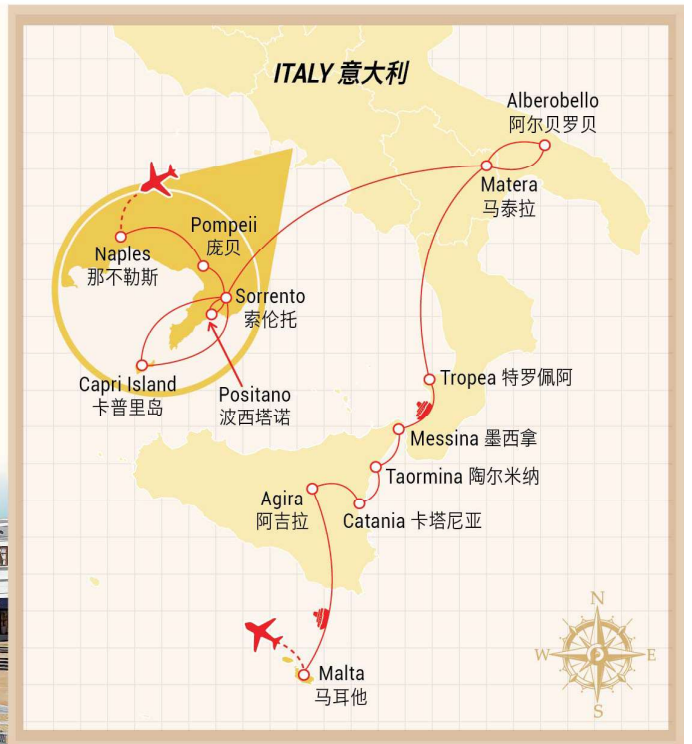 ITALY 意大利
Alberobello
阿尔贝罗贝
Matera
马泰拉
Pompeii
庞贝
Naples
那不勒斯
Sorrento
索伦托
Capri Island
卡普里岛
Positano
波西塔诺
Tropea 特罗佩阿
Messina 墨西拿
Taormina 陶尔米纳
Agira
阿吉拉
Catania 卡塔尼亚
Malta
马耳他
N
W
E
S